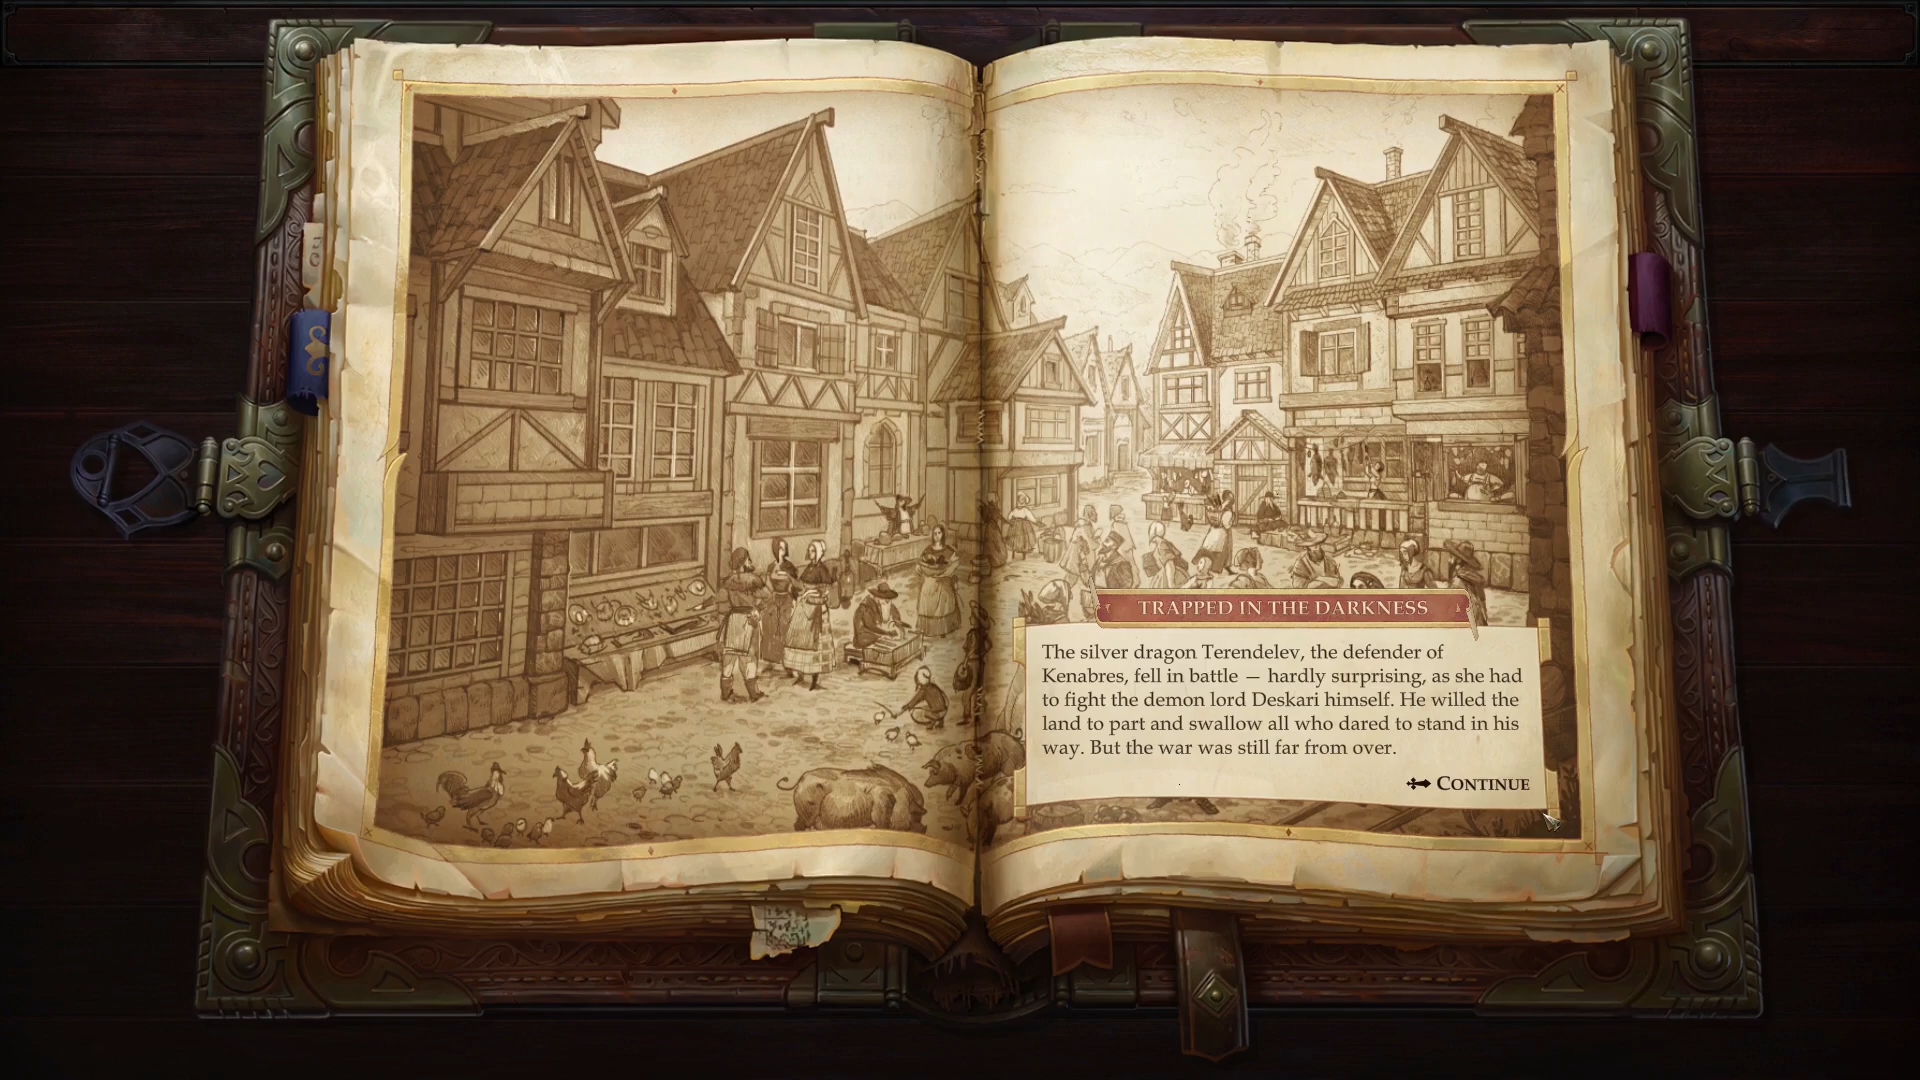 TRAPPED IN THE DARKNESS
The silver dragon Terendelev, the defender of
Kenabres, fell in battle — hardly surprising, as she had
to fight the demon lord Deskari himself. He willed the
land to part and swallow all who dared to stand in his
way. But the war was still far from over.
CONTINUE